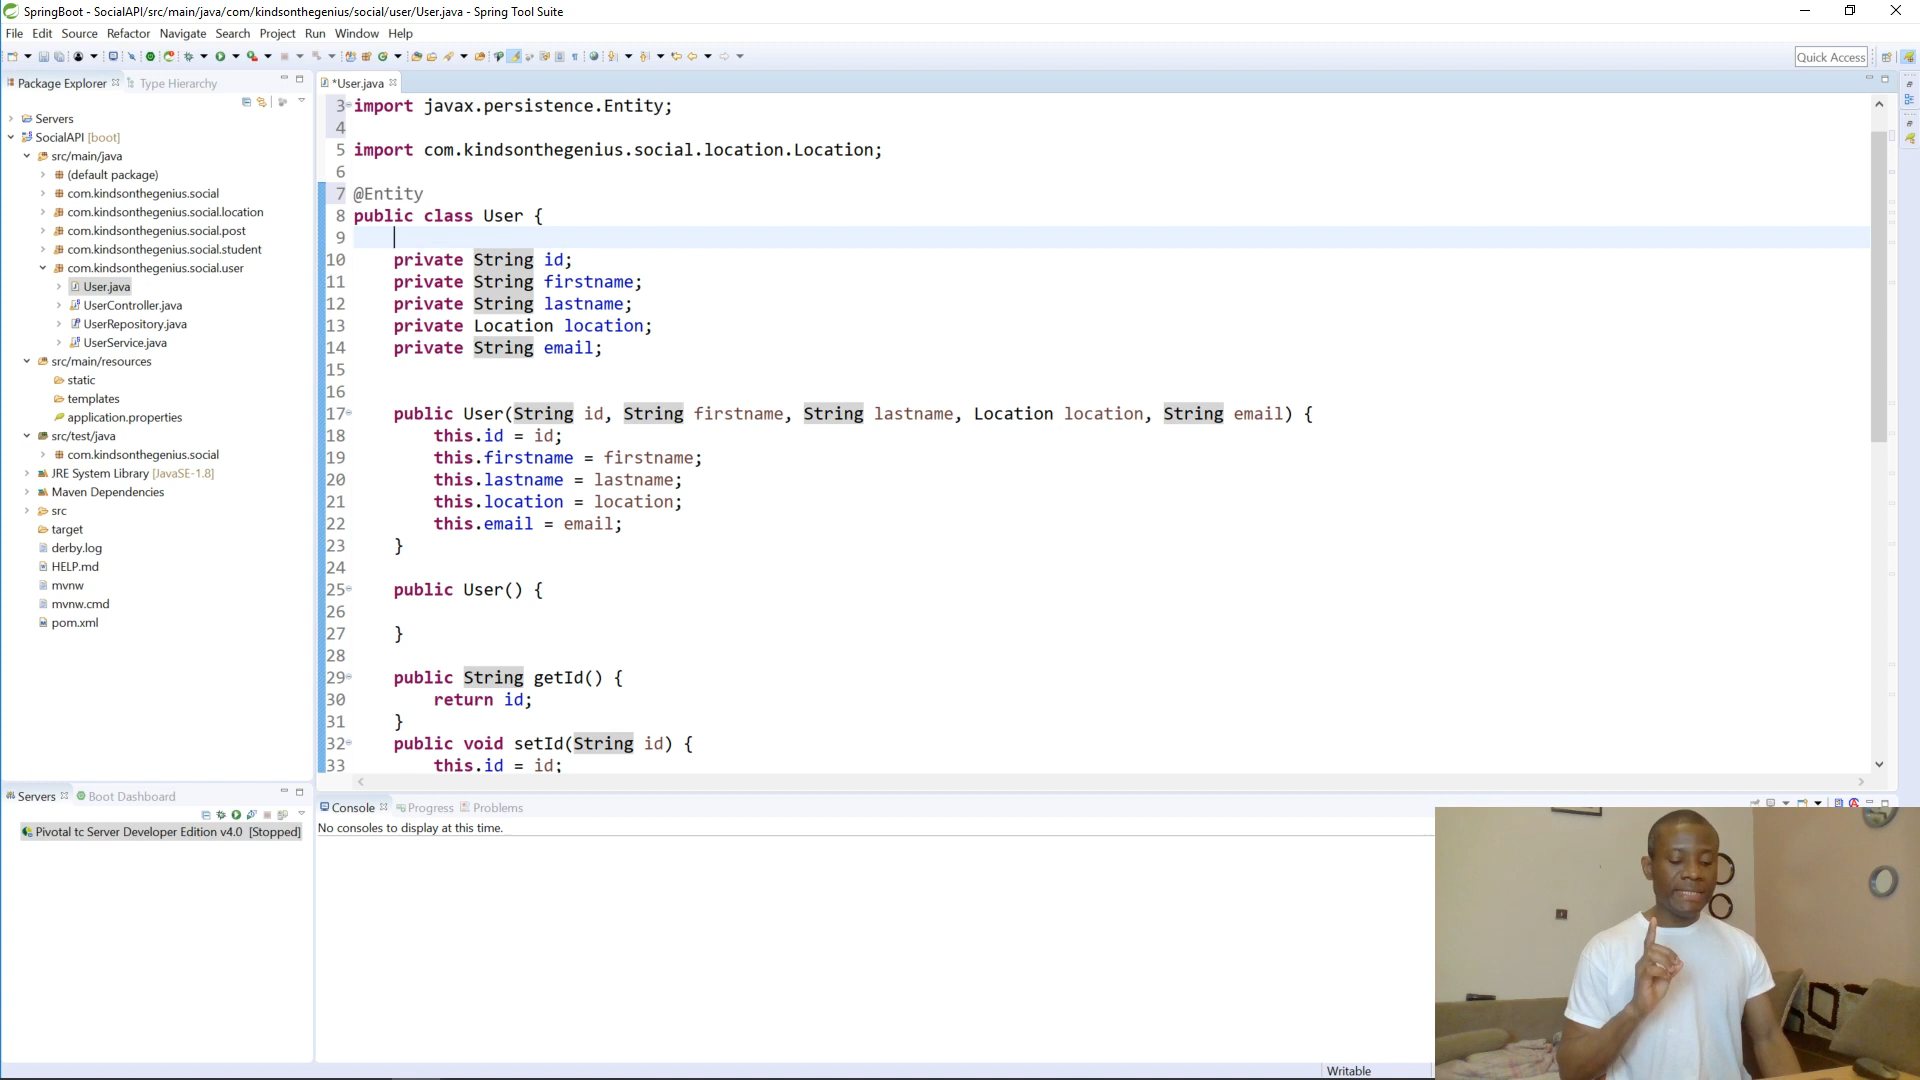 SpringBoot - SocialAPI/src/main/java/com/kindsonthegenius/social/user/User.java - Spring Tool Suite
File Edit Source Refactor Navigate Search Project Run Window Help
Quick Access
Package Explorer Type Hierarchy
Servers
SocialAPI [boot]
src/main/java
(default package)
com.kindsonthegenius.social
com.kindsonthegenius.social.location
com.kindsonthegenius.social.post
com.kindsonthegenius.social.student
com.kindsonthegenius.social.user
User.java
UserController.java
UserRepository.java
UserService.java
src/main/resources
static
templates
application.properties
src/test/java
com.kindsonthegenius.social
JRE System Library [JavaSE-1.8]
Maven Dependencies
src
target
derby.log
HELP.md
mvnw
mvnw.cmd
pom.xml
*User.java
3 import javax.persistence.Entity;
4
5 import com.kindsonthegenius.social.location.Location;
6
7 @Entity
8 public class User {
9
10 private String id;
11 private String firstname;
12 private String lastname;
13 private Location location;
14 private String email;
15
16
17 public User(String id, String firstname, String lastname, Location location, String email) {
18 this.id = id;
19 this.firstname = firstname;
20 this.lastname = lastname;
21 this.location = location;
22 this.email = email;
23 }
24
25 public User() {
26
27 }
28
29 public String getId() {
30 return id;
31 }
32 public void setId(String id) {
33 this.id = id;
Servers Boot Dashboard
Pivotal tc Server Developer Edition v4.0 [Stopped]
Console Progress Problems
No consoles to display at this time.
Writable